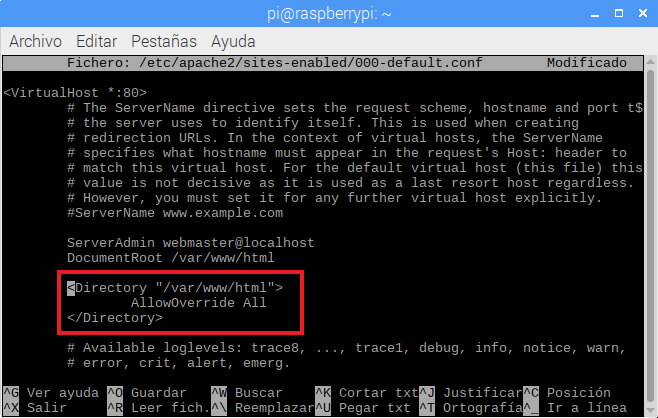 pi@raspberrypi: ~
Archivo Editar Pestañas Ayuda
Fichero: /etc/apache2/sites-enabled/000-default.conf Modificado
<VirtualHost *:80>
# The ServerName directive sets the request scheme, hostname and port t$
# the server uses to identify itself. This is used when creating
# redirection URLs. In the context of virtual hosts, the ServerName
# specifies what hostname must appear in the request's Host: header to
# match this virtual host. For the default virtual host (this file) this
# value is not decisive as it is used as a last resort host regardless.
# However, you must set it for any further virtual host explicitly.
#ServerName www.example.com
ServerAdmin webmaster@localhost
DocumentRoot /var/www/html
<Directory "/var/www/html">
AllowOverride All
</Directory>
# Available loglevels: trace8, ..., trace1, debug, info, notice, warn,
# error, crit, alert, emerg.
^G Ver ayuda ^O Guardar ^W Buscar ^K Cortar txt^J Justificar^C Posición
^X Salir ^R Leer fich.^\ Reemplazar^U Pegar txt ^T Ortografía^_ Ir a línea